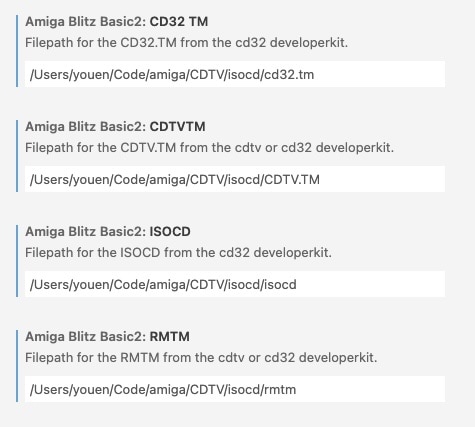 Amiga Blitz Basic2: CD32 TM
Filepath for the CD32.TM from the cd32 developerkit.
/Users/youen/Code/amiga/CDTV/isocd/cd32.tm
Amiga Blitz Basic2: CDTVTM
Filepath for the CDTV.TM from the cdtv or cd32 developerkit.
/Users/youen/Code/amiga/CDTV/isocd/CDTV.TM
Amiga Blitz Basic2: ISOCD
Filepath for the ISOCD from the cd32 developerkit.
/Users/youen/Code/amiga/CDTV/isocd/isocd
Amiga Blitz Basic2: RMTM
Filepath for the RMTM from the cdtv or cd32 developerkit.
/Users/youen/Code/amiga/CDTV/isocd/rmtm